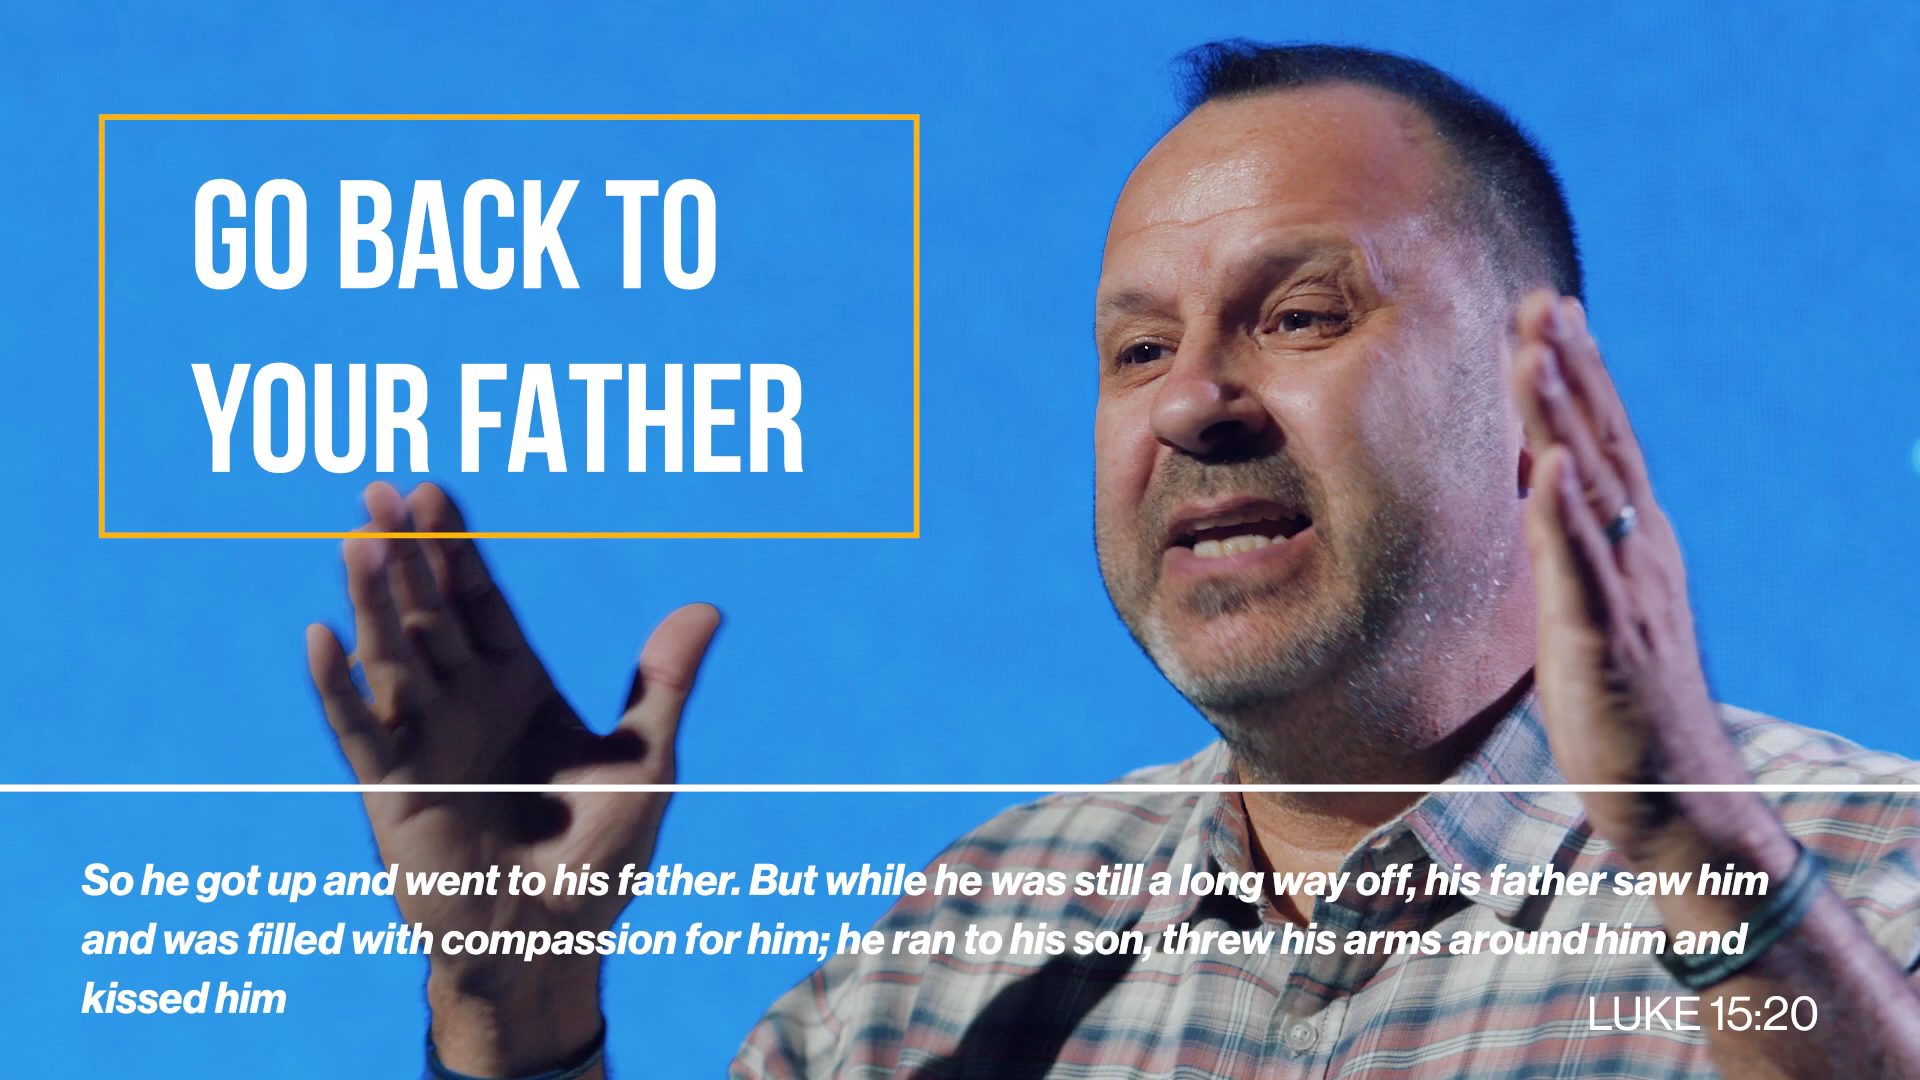 GO BACK TO
YOUR FATHER
So he got up and went to his father. But while he was still a long way off, his father saw him
and was filled with compassion for him; he ran to his son, threw his arms around him and
kissed him
LUKE 15:20